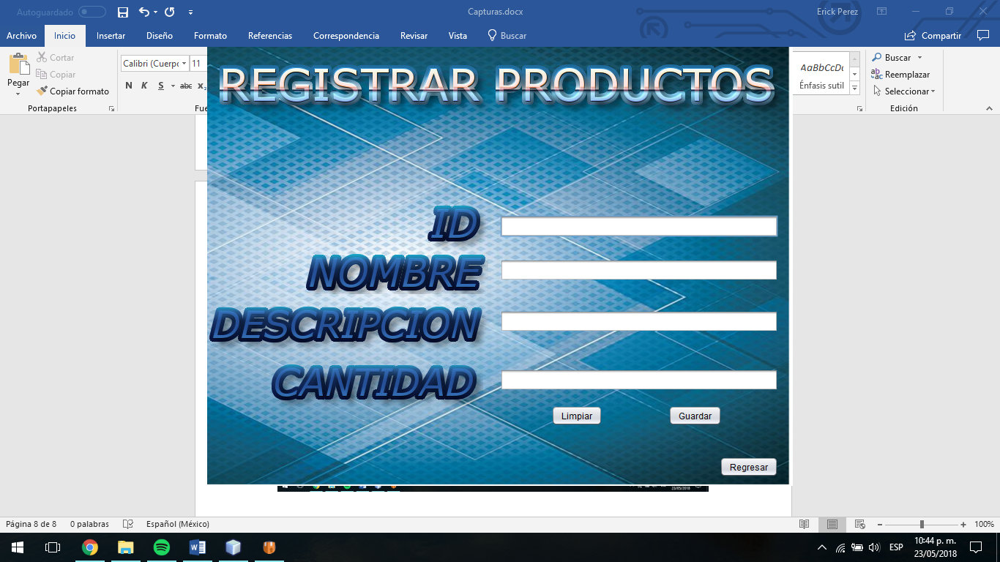 Autoguardado
Capturas.docx
Erick Perez
Archivo Inicio Insertar Diseño Formato Referencias Correspondencia Revisar Vista Buscar Compartir
Pegar
Cortar
Copiar
Copiar formato
Portapapeles
Calibri (Cuerpo 11
N K S abc x
Fue
AaBbCcDc
Énfasis sutil
Buscar
Reemplazar
Seleccionar
Edición
REGISTRAR PRODUCTOS
ID
NOMBRE
DESCRIPCION
CANTIDAD
Limpiar Guardar
Regresar
23/05/2018
Página 8 de 8 0 palabras Español (México) 100%
ESP
10:44 p. m.
23/05/2018